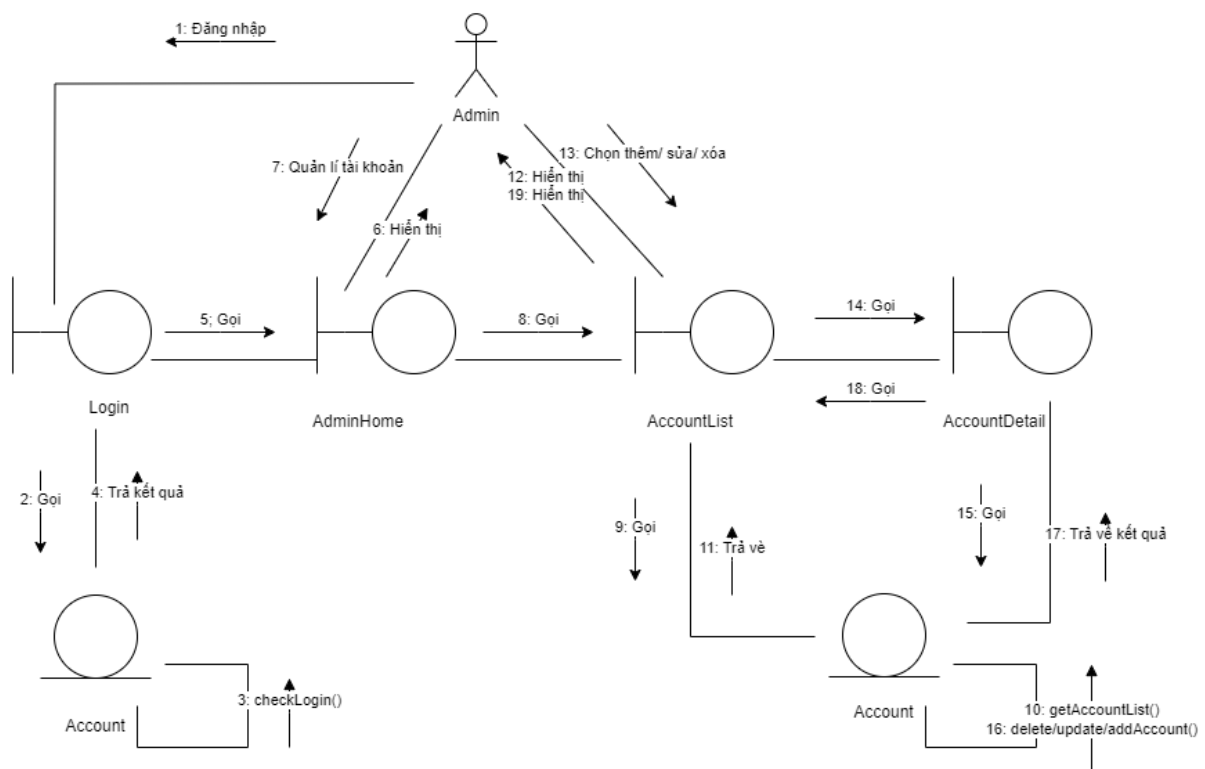 1: Đăng nhập
Admin
7: Quản lí tài khoản
13: Chọn thêm/ sửa/ xóa
12: Hiển thị
19: Hiển thị
6: Hiển thị
5; Gọi
8: Gọi
14: Gọi
18: Gọi
Login
AdminHome
AccountList
AccountDetail
2: Gọi
4: Trả kết quả
9: Gọi
11: Trả vè
15: Gọi
17: Trả về kết quả
3: checkLogin()
Account
Account
10: getAccountList()
16: delete/update/addAccount()